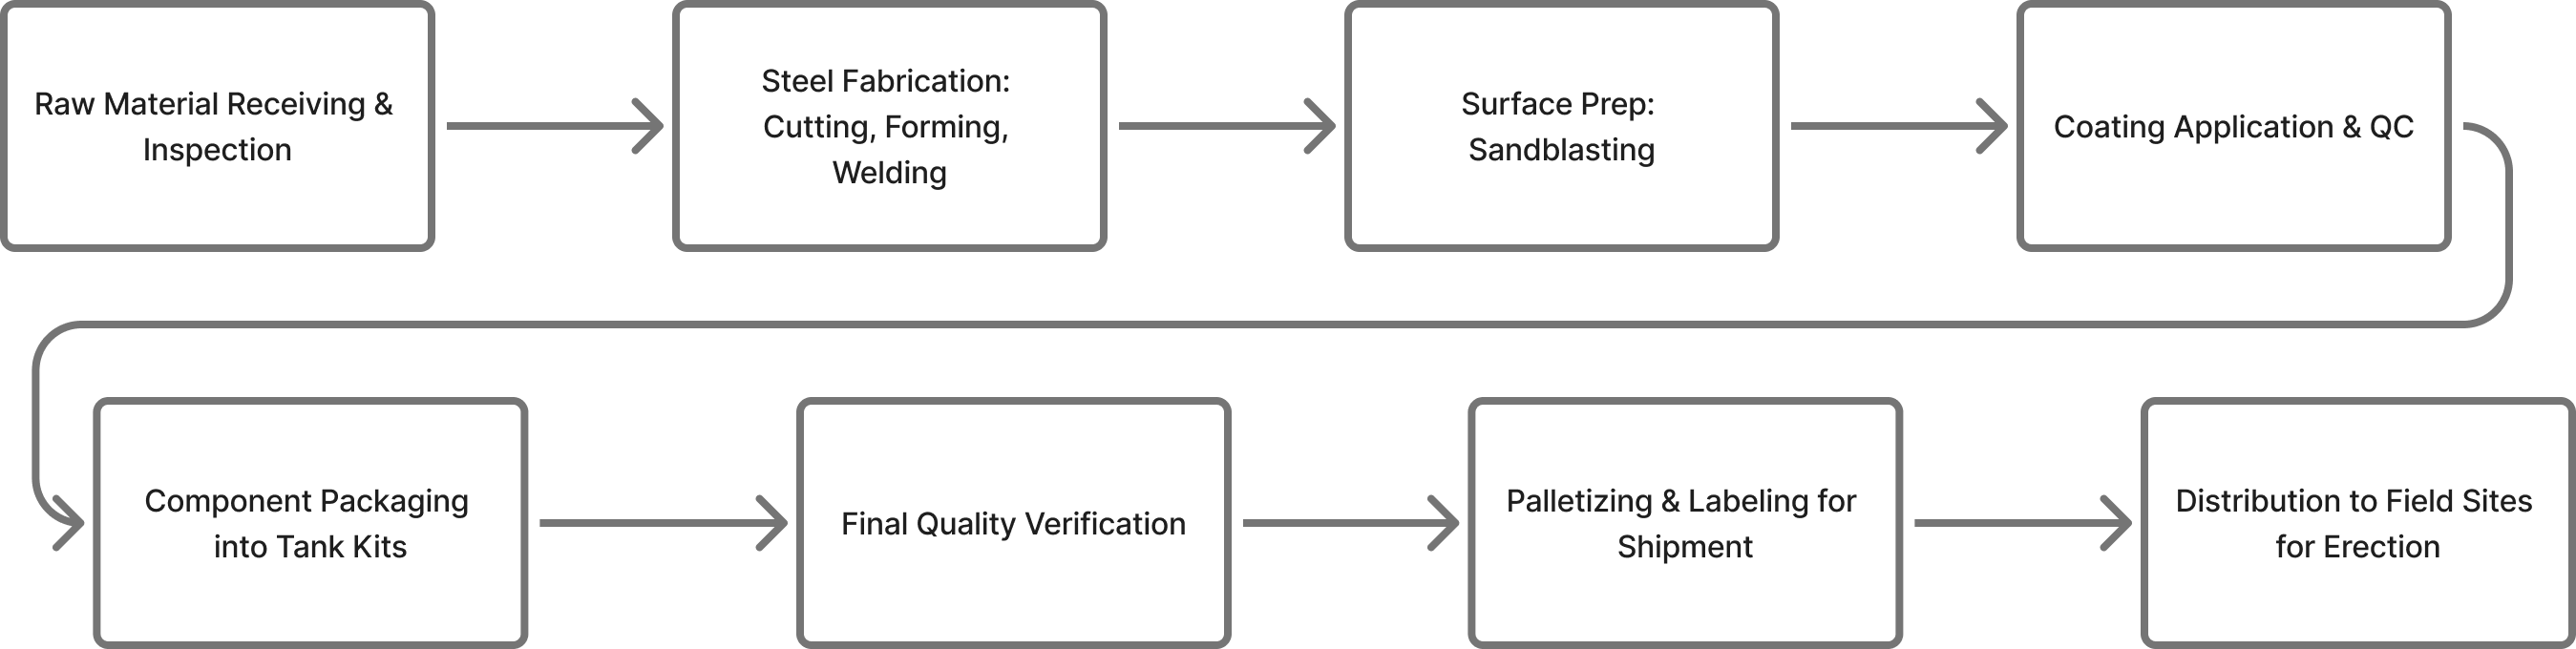 Raw Material Receiving &
Inspection
Steel Fabrication:
Cutting, Forming,
Welding
Surface Prep:
Sandblasting
Coating Application & QC
Component Packaging
into Tank Kits
Final Quality Verification
Palletizing & Labeling for
Shipment
Distribution to Field Sites
for Erection